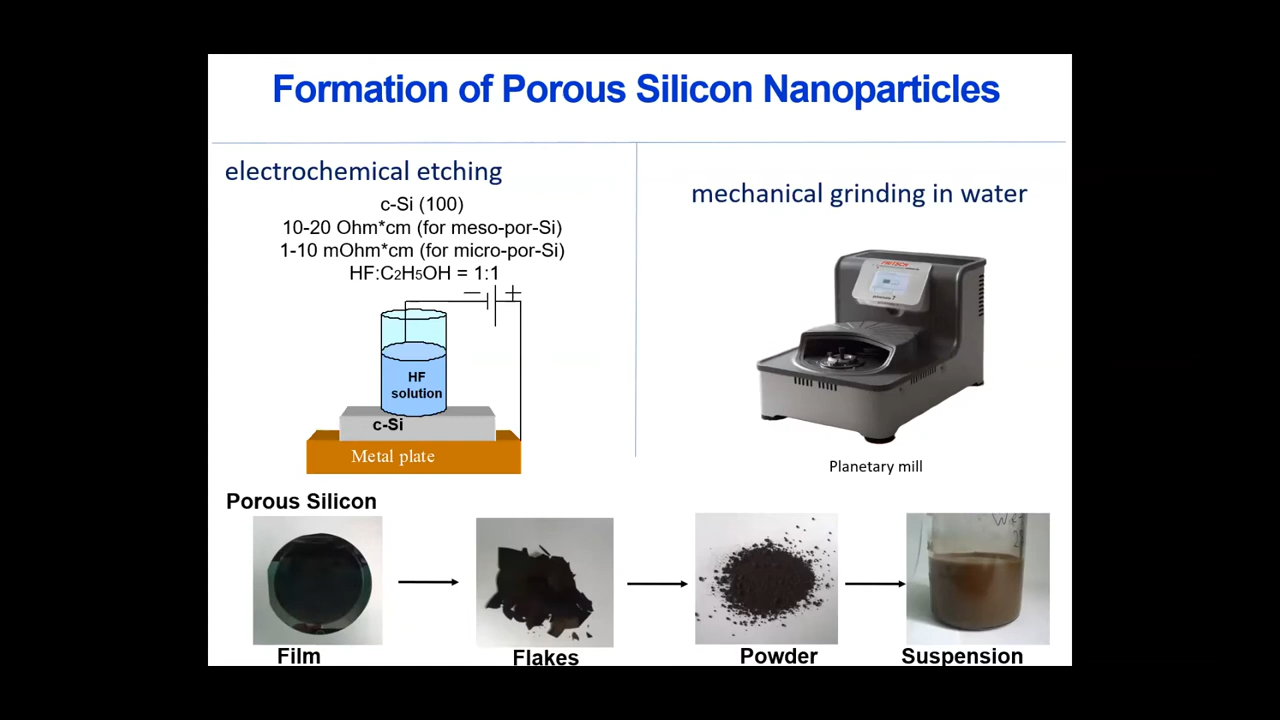 Formation of Porous Silicon Nanoparticles
electrochemical etching
c-Si (100)
10-20 Ohm*cm (for meso-por-Si)
1-10 mOhm*cm (for micro-por-Si)
HF:C2H5OH = 1:1
− +
HF
solution
c-Si
Metal plate
mechanical grinding in water
FRITSCH
Planetary mill
Porous Silicon
Film
Flakes
Powder
Suspension